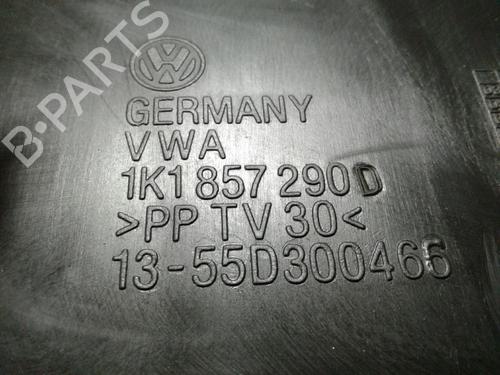 B-PARTS
GERMANY
VWA
1K1 857 290 D
>PP TV 30<
13-55D300466